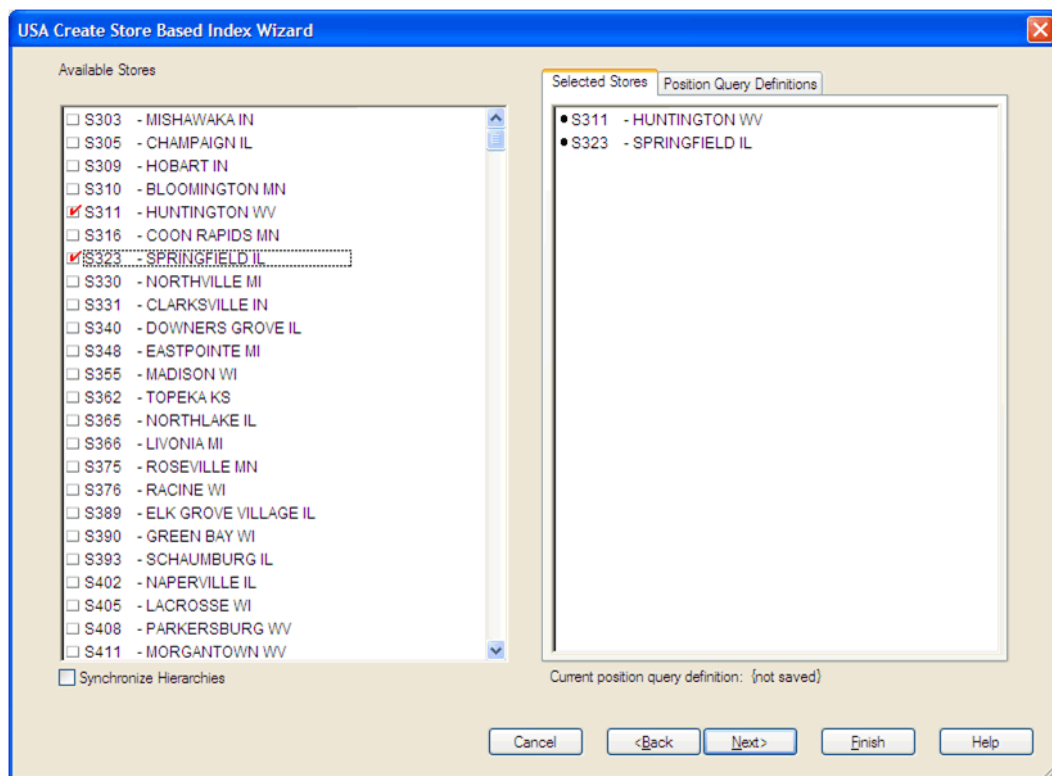 USA Create Store Based Index Wizard
Available Stores
S303 - MISHAWAKA IN
S305 - CHAMPAIGN IL
S309 - HOBART IN
S310 - BLOOMINGTON MN
S311 - HUNTINGTON WV
S316 - COON RAPIDS MN
S323 - SPRINGFIELD IL
S330 - NORTHVILLE MI
S331 - CLARKSVILLE IN
S340 - DOWNERS GROVE IL
S348 - EASTPOINTE MI
S355 - MADISON WI
S362 - TOPEKA KS
S365 - NORTHLAKE IL
S366 - LIVONIA MI
S375 - ROSEVILLE MN
S376 - RACINE WI
S389 - ELK GROVE VILLAGE IL
S390 - GREEN BAY WI
S393 - SCHAUMBURG IL
S402 - NAPERVILLE IL
S405 - LACROSSE WI
S408 - PARKERSBURG WV
S411 - MORGANTOWN WV
Synchronize Hierarchies
Selected Stores Position Query Definitions
• S311 - HUNTINGTON WV
• S323 - SPRINGFIELD IL
Current position query definition: {not saved}
Cancel <Back Next> Finish Help